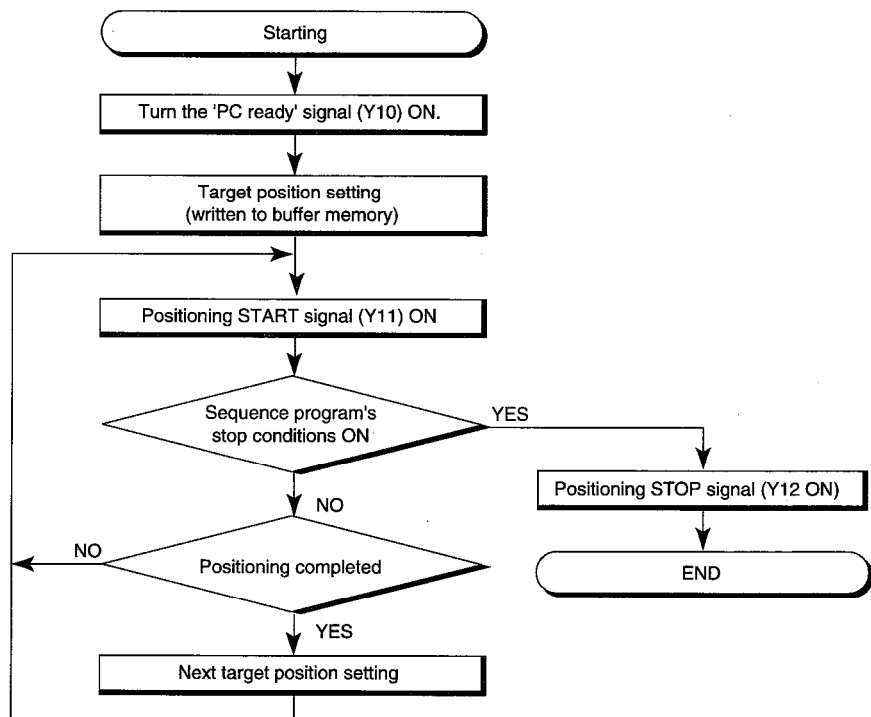 Starting
Turn the 'PC ready' signal (Y10) ON.
Target position setting
(written to buffer memory)
Positioning START signal (Y11) ON
Sequence program's
stop conditions ON
YES
Positioning STOP signal (Y12 ON)
NO
NO
Positioning completed
END
YES
Next target position setting